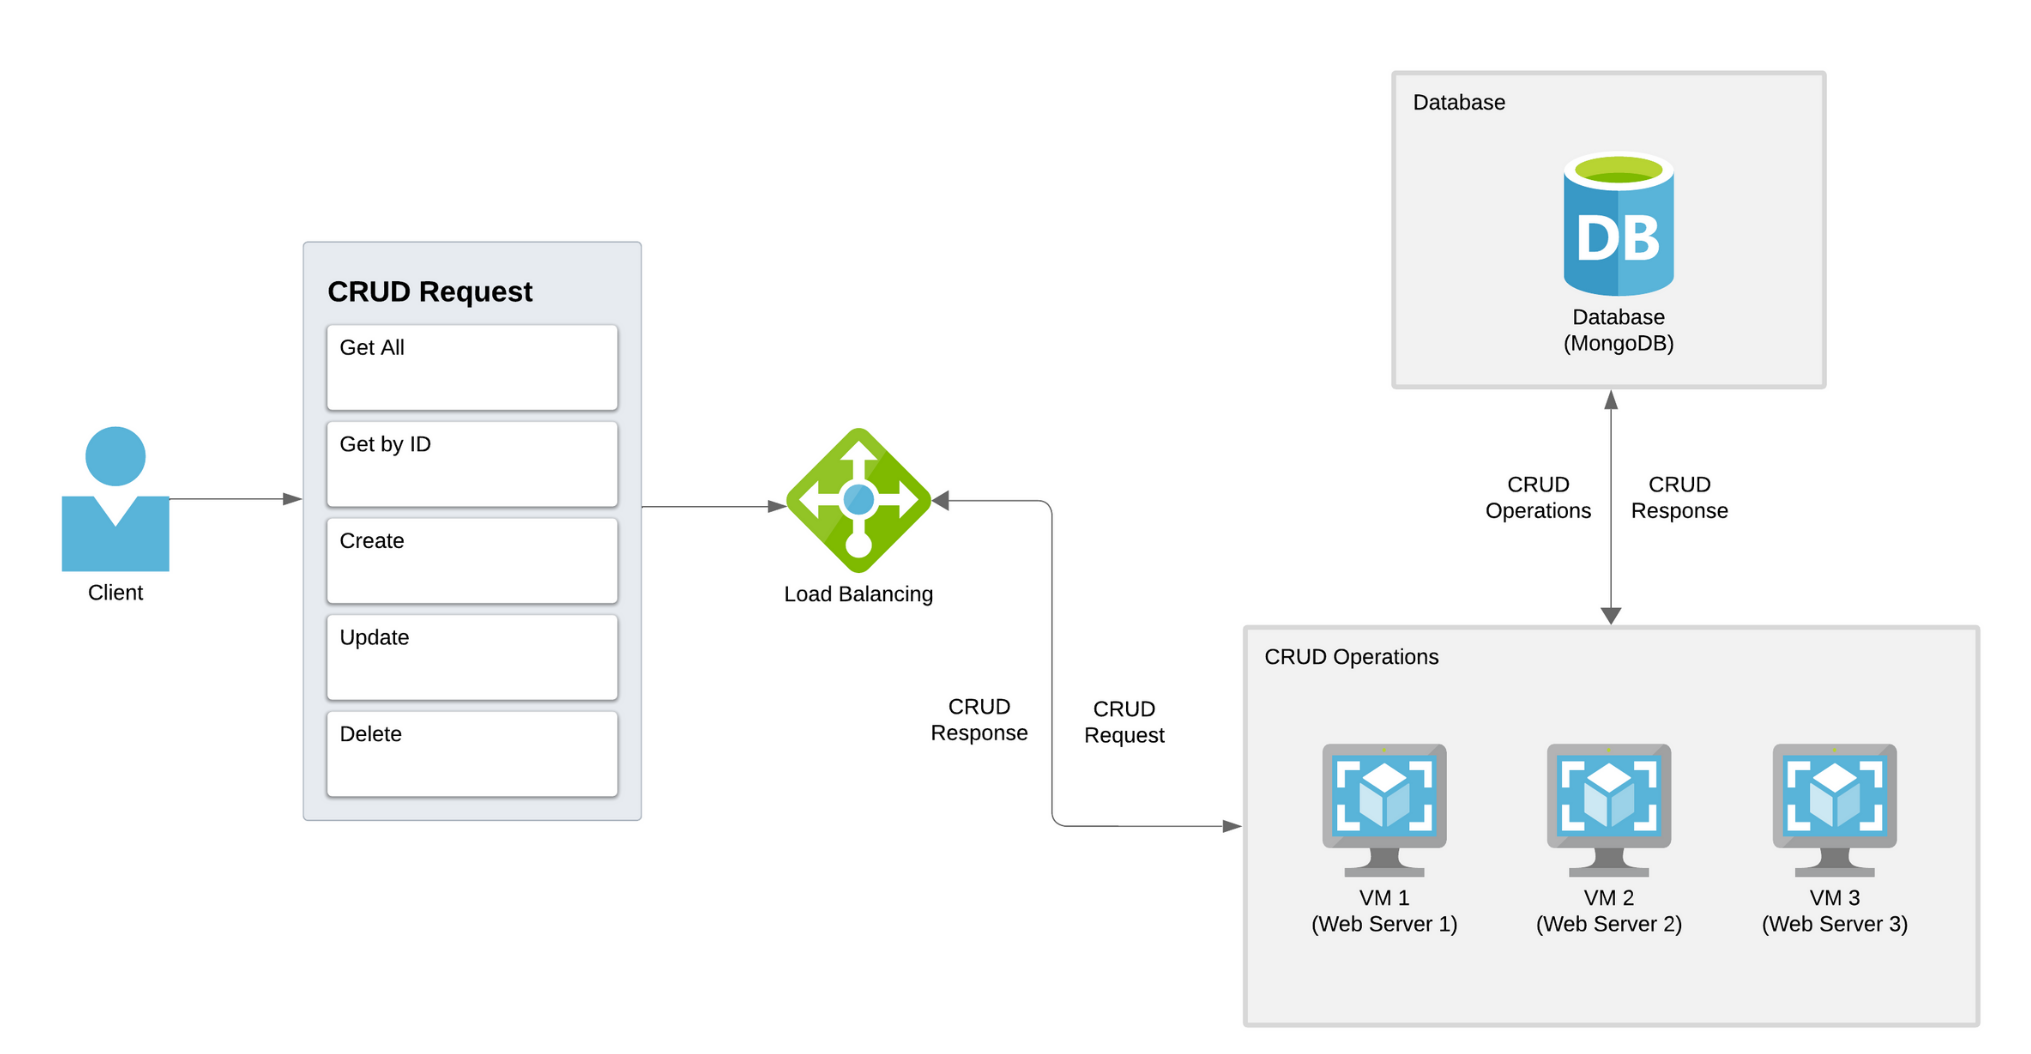 Client
CRUD Request
Get All
Get by ID
Create
Update
Delete
Load Balancing
CRUD
Response
CRUD
Request
Database
DB
Database
(MongoDB)
CRUD
Operations
CRUD
Response
CRUD Operations
VM 1
(Web Server 1)
VM 2
(Web Server 2)
VM 3
(Web Server 3)